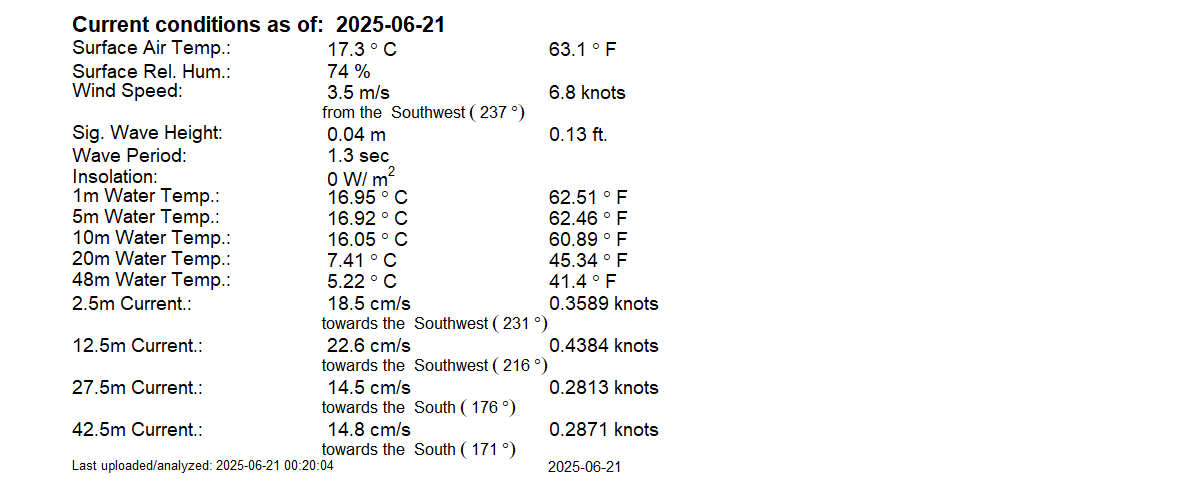 Current conditions as of: 2025-06-21
Surface Air Temp.: 17.3 ° C 63.1 ° F
Surface Rel. Hum.: 74 %
Wind Speed: 3.5 m/s 6.8 knots
from the Southwest ( 237 °)
Sig. Wave Height: 0.04 m 0.13 ft.
Wave Period: 1.3 sec
Insolation: 0 W/ m²
1m Water Temp.: 16.95 ° C 62.51 ° F
5m Water Temp.: 16.92 ° C 62.46 ° F
10m Water Temp.: 16.05 ° C 60.89 ° F
20m Water Temp.: 7.41 ° C 45.34 ° F
48m Water Temp.: 5.22 ° C 41.4 ° F
2.5m Current.: 18.5 cm/s 0.3589 knots
towards the Southwest ( 231 °)
12.5m Current.: 22.6 cm/s 0.4384 knots
towards the Southwest ( 216 °)
27.5m Current.: 14.5 cm/s 0.2813 knots
towards the South ( 176 °)
42.5m Current.: 14.8 cm/s 0.2871 knots
towards the South ( 171 °)
Last uploaded/analyzed: 2025-06-21 00:20:04 2025-06-21